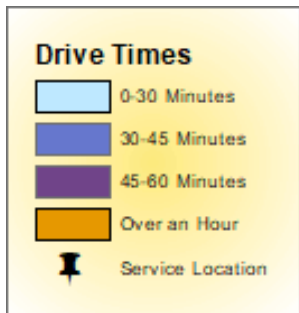 Drive Times
0-30 Minutes
30-45 Minutes
45-60 Minutes
Over an Hour
Service Location